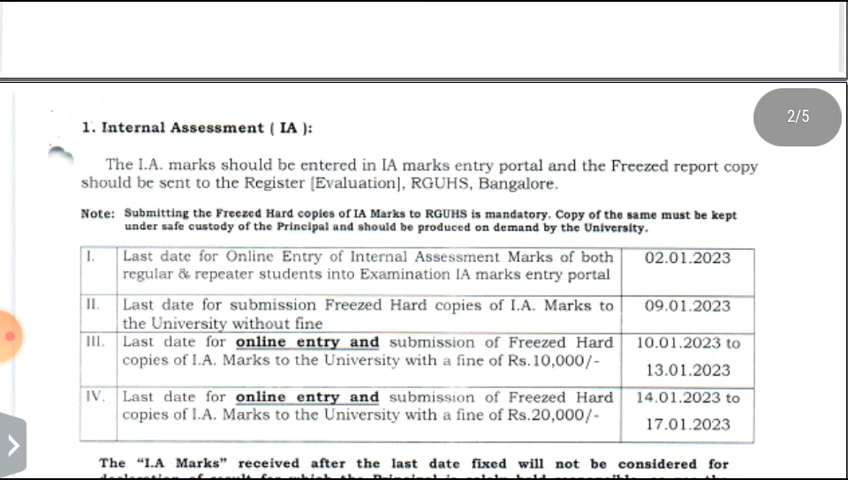 2/5
1. Internal Assessment ( IA ):
The I.A. marks should be entered in IA marks entry portal and the Freezed report copy
should be sent to the Register [Evaluation], RGUHS, Bangalore.
Note: Submitting the Freezed Hard copies of IA Marks to RGUHS is mandatory. Copy of the same must be kept
under safe custody of the Principal and should be produced on demand by the University.
I. Last date for Online Entry of Internal Assessment Marks of both 02.01.2023
regular & repeater students into Examination IA marks entry portal
II. Last date for submission Freezed Hard copies of I.A. Marks to 09.01.2023
the University without fine
III. Last date for online entry and submission of Freezed Hard 10.01.2023 to
copies of I.A. Marks to the University with a fine of Rs.10,000/-
13.01.2023
IV. Last date for online entry and submission of Freezed Hard 14.01.2023 to
copies of I.A. Marks to the University with a fine of Rs.20,000/-
17.01.2023
The "I.A Marks" received after the last date fixed will not be considered for